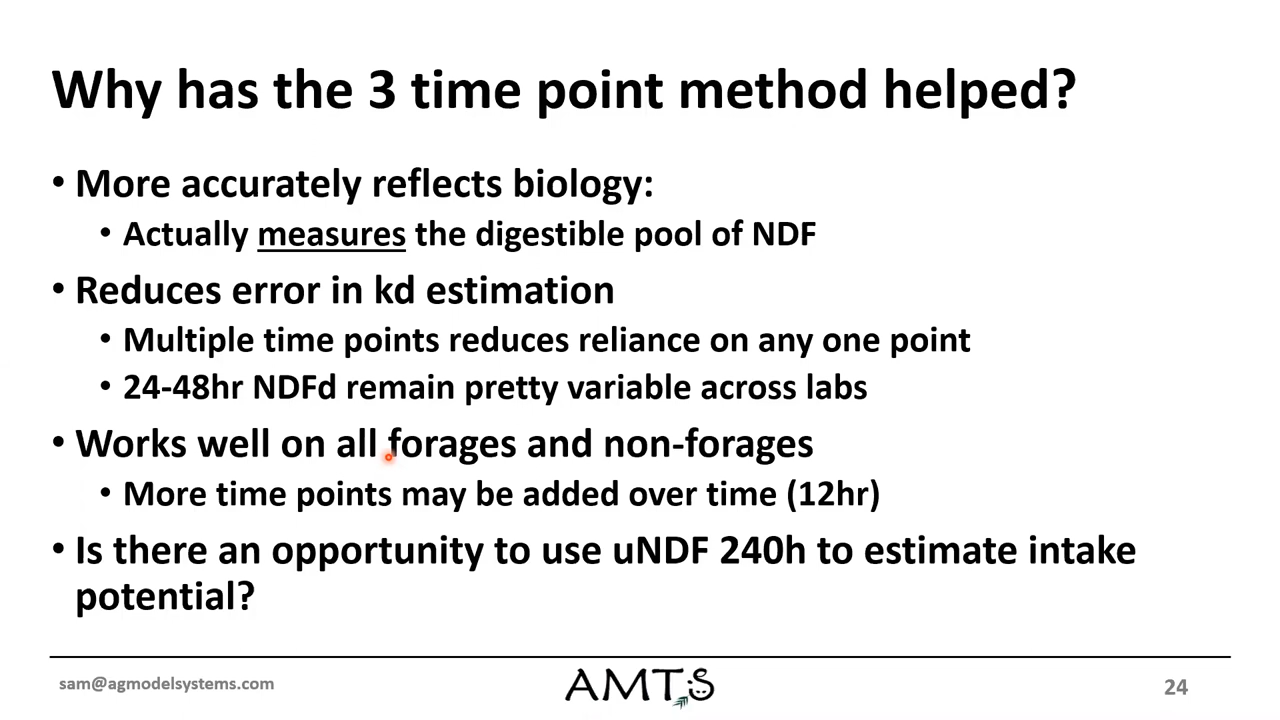 Why has the 3 time point method helped?
• More accurately reflects biology:
• Actually measures the digestible pool of NDF
• Reduces error in kd estimation
• Multiple time points reduces reliance on any one point
• 24-48hr NDFd remain pretty variable across labs
• Works well on all forages and non-forages
• More time points may be added over time (12hr)
• Is there an opportunity to use uNDF 240h to estimate intake
potential?
sam@agmodelsystems.com
AMTS
24